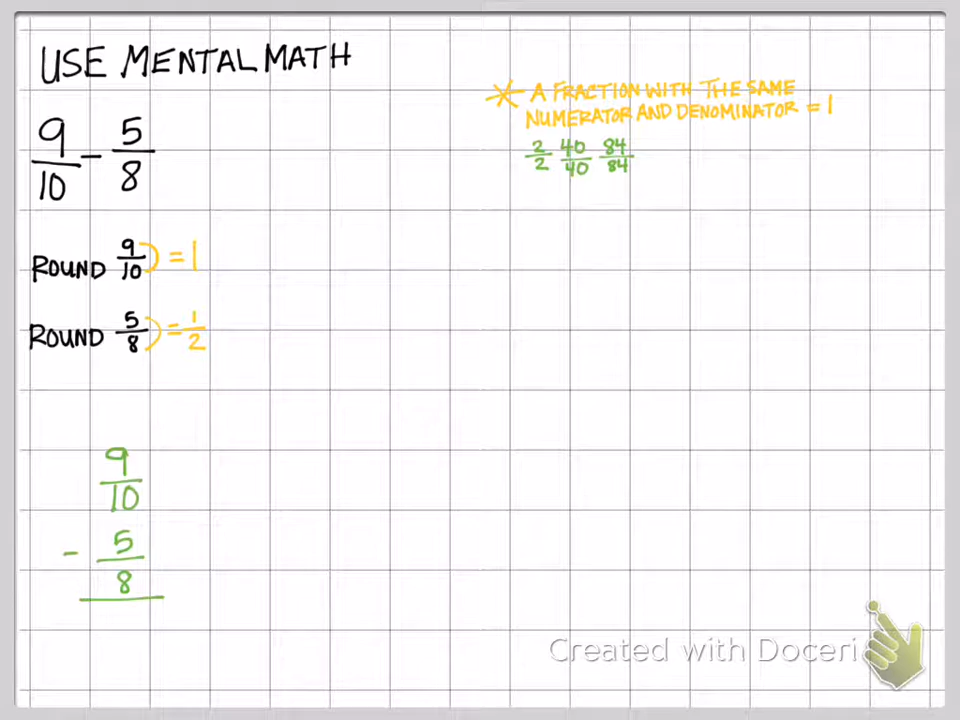 USE MENTAL MATH
9/10 - 5/8
ROUND 9/10 ) = 1
ROUND 5/8 ) = 1/2
9/10
- 5/8
* A FRACTION WITH THE SAME
NUMERATOR AND DENOMINATOR = 1
2/2 40/40 84/84
Created with Doceri